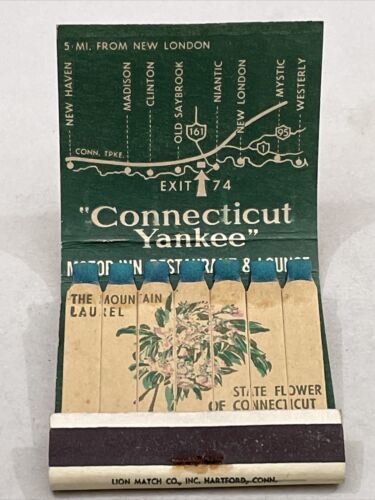 5 MI. FROM NEW LONDON
NEW HAVEN
MADISON
CLINTON
OLD SAYBROOK
NIANTIC
NEW LONDON
MYSTIC
WESTERLY
161
95
1
CONN. TPKE.
EXIT 74
"Connecticut
Yankee"
MOTOR INN RESTAURANT & LOUNGE
THE MOUNTAIN
LAUREL
STATE FLOWER
OF CONNECTICUT
LION MATCH CO., INC. HARTFORD, CONN.